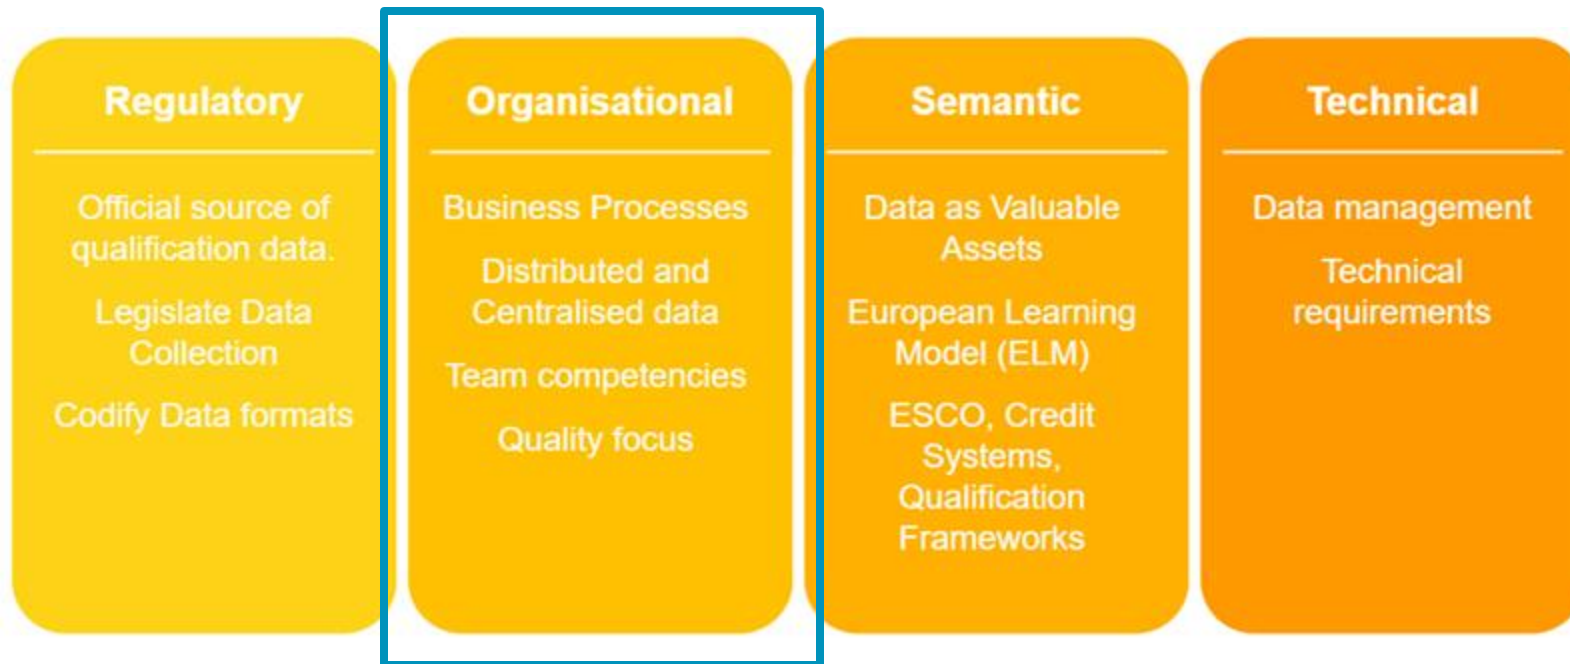 Regulatory
Official source of
qualification data.
Legislate Data
Collection
Codify Data formats
Organisational
Business Processes
Distributed and
Centralised data
Team competencies
Quality focus
Semantic
Data as Valuable
Assets
European Learning
Model (ELM)
ESCO, Credit
Systems,
Qualification
Frameworks
Technical
Data management
Technical
requirements